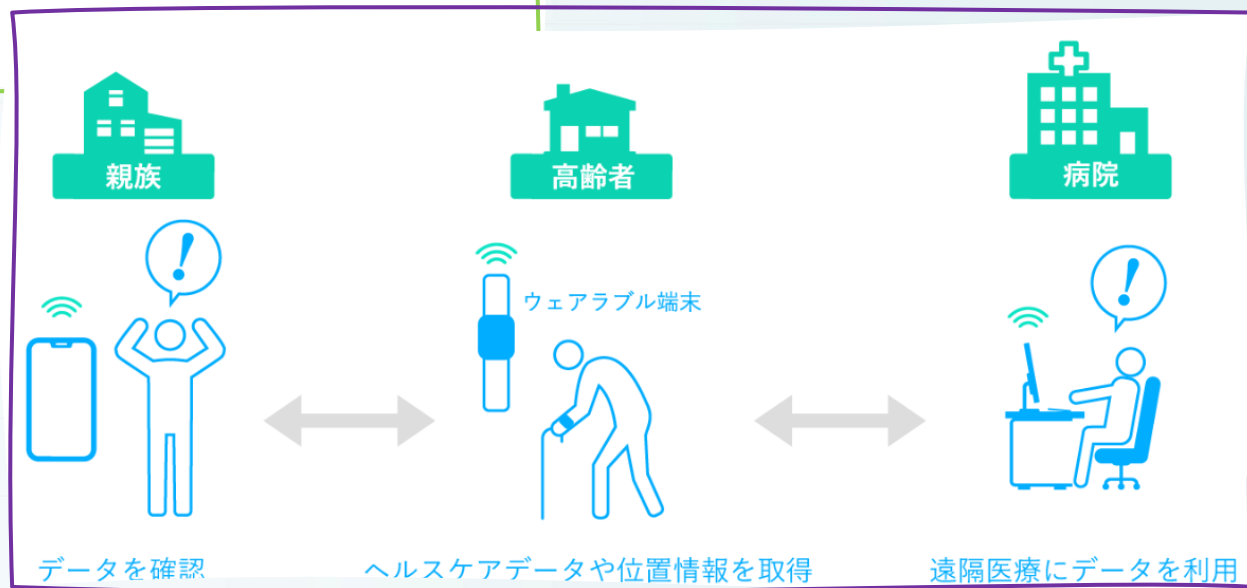 親族
高齢者
病院
ウェアラブル端末
データを確認
ヘルスケアデータや位置情報を取得
遠隔医療にデータを利用